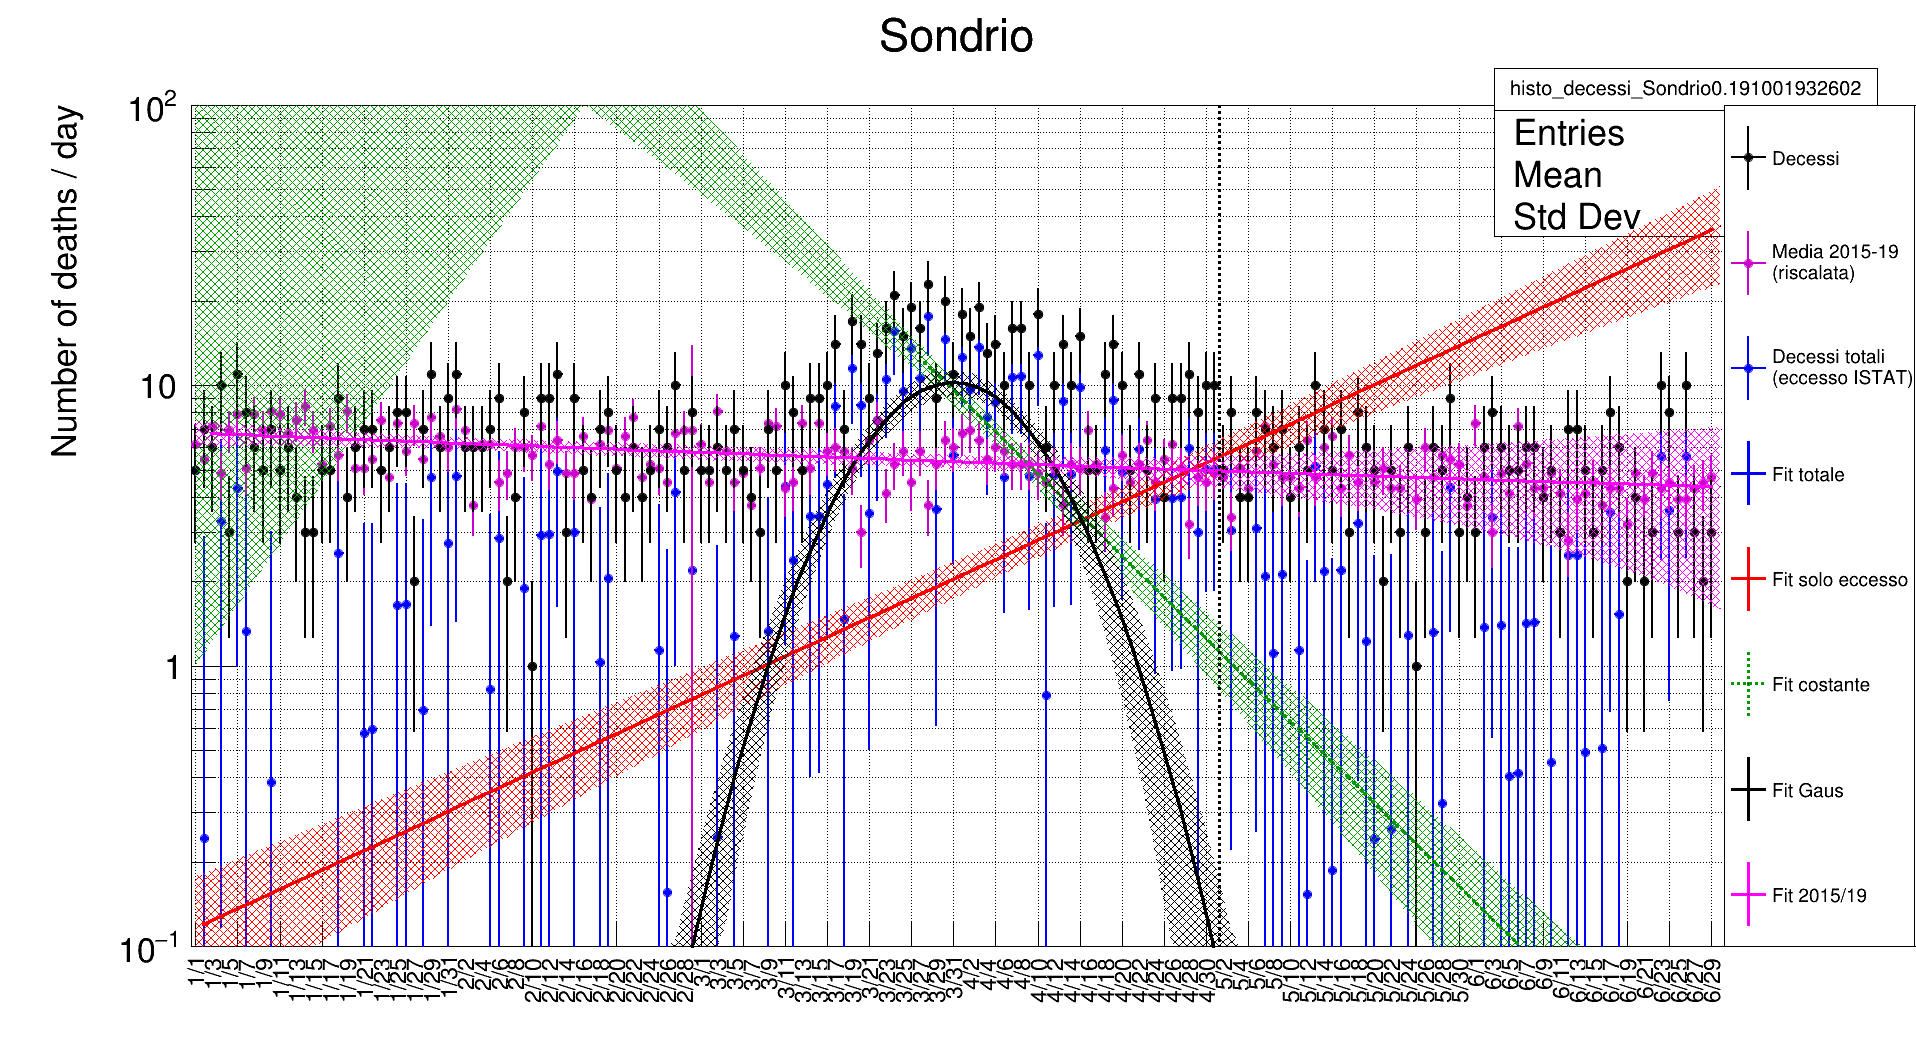 Sondrio
Number of deaths / day
10²
10
1
10⁻¹
histo_decessi_Sondrio0.191001932602
Entries
Mean
Std Dev
Decessi
Media 2015-19
(riscalata)
Decessi totali
(eccesso ISTAT)
Fit totale
Fit solo eccesso
Fit costante
Fit Gaus
Fit 2015/19
1/1 1/3 1/5 1/7 1/9 1/11 1/13 1/15 1/17 1/19 1/21 1/23 1/25 1/27 1/29 1/31 2/2 2/4 2/6 2/8 2/10 2/12 2/14 2/16 2/18 2/20 2/22 2/24 2/26 2/28 3/1 3/3 3/5 3/7 3/9 3/11 3/13 3/15 3/17 3/19 3/21 3/23 3/25 3/27 3/29 3/31 4/2 4/4 4/6 4/8 4/10 4/12 4/14 4/16 4/18 4/20 4/22 4/24 4/26 4/28 4/30 5/2 5/4 5/6 5/8 5/10 5/12 5/14 5/16 5/18 5/20 5/22 5/24 5/26 5/28 5/30 6/1 6/3 6/5 6/7 6/9 6/11 6/13 6/15 6/17 6/19 6/21 6/23 6/25 6/27 6/29